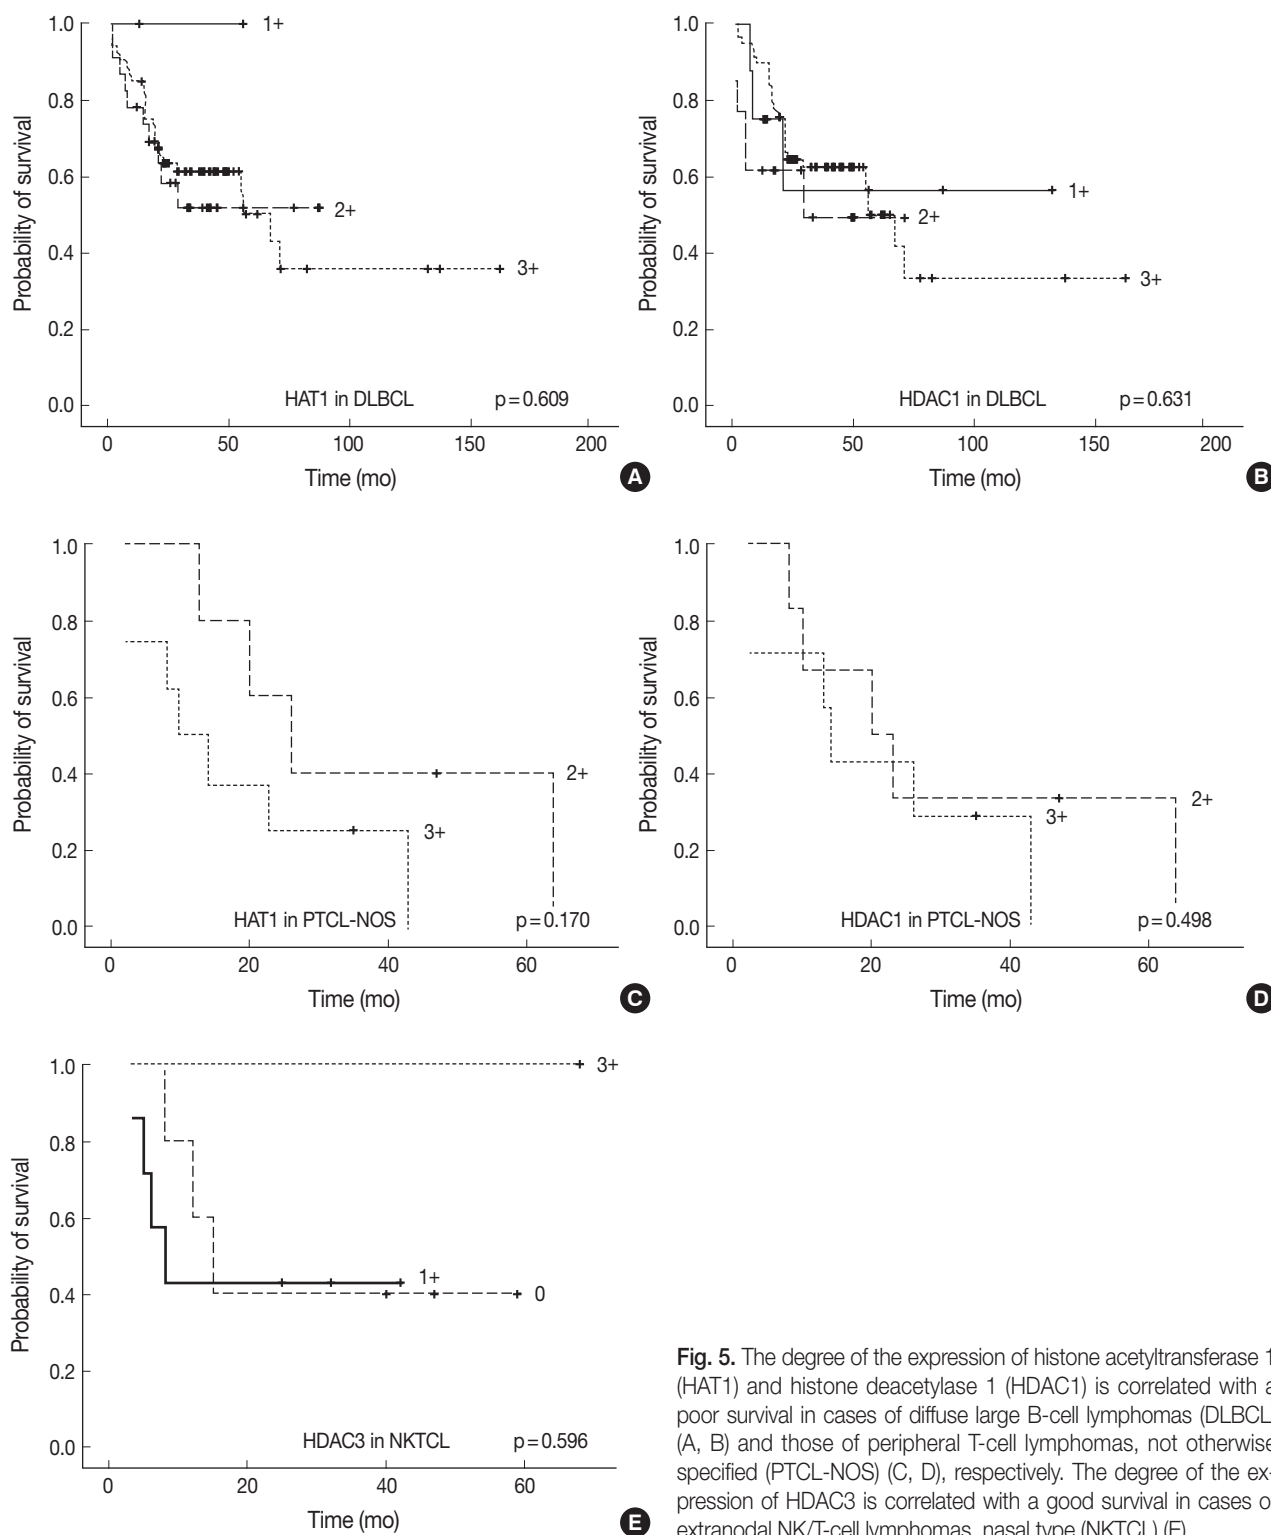 1.0
0.8
0.6
0.4
0.2
0.0
Probability of survival
1+
2+
3+
HAT1 in DLBCL p=0.609
0 50 100 150 200
Time (mo)
A
1.0
0.8
0.6
0.4
0.2
0.0
Probability of survival
1+
2+
3+
HDAC1 in DLBCL p=0.631
0 50 100 150 200
Time (mo)
B
1.0
0.8
0.6
0.4
0.2
0.0
Probability of survival
2+
3+
HAT1 in PTCL-NOS p=0.170
0 20 40 60
Time (mo)
C
1.0
0.8
0.6
0.4
0.2
0.0
Probability of survival
2+
3+
HDAC1 in PTCL-NOS p=0.498
0 20 40 60
Time (mo)
D
1.0
0.8
0.6
0.4
0.2
0.0
Probability of survival
3+
1+
0
HDAC3 in NKTCL p=0.596
0 20 40 60
Time (mo)
E
Fig. 5. The degree of the expression of histone acetyltransferase 1
(HAT1) and histone deacetylase 1 (HDAC1) is correlated with a
poor survival in cases of diffuse large B-cell lymphomas (DLBCL
(A, B) and those of peripheral T-cell lymphomas, not otherwise
specified (PTCL-NOS) (C, D), respectively. The degree of the ex-
pression of HDAC3 is correlated with a good survival in cases o
extranodal NK/T-cell lymphomas, nasal type (NKTCL) (E).